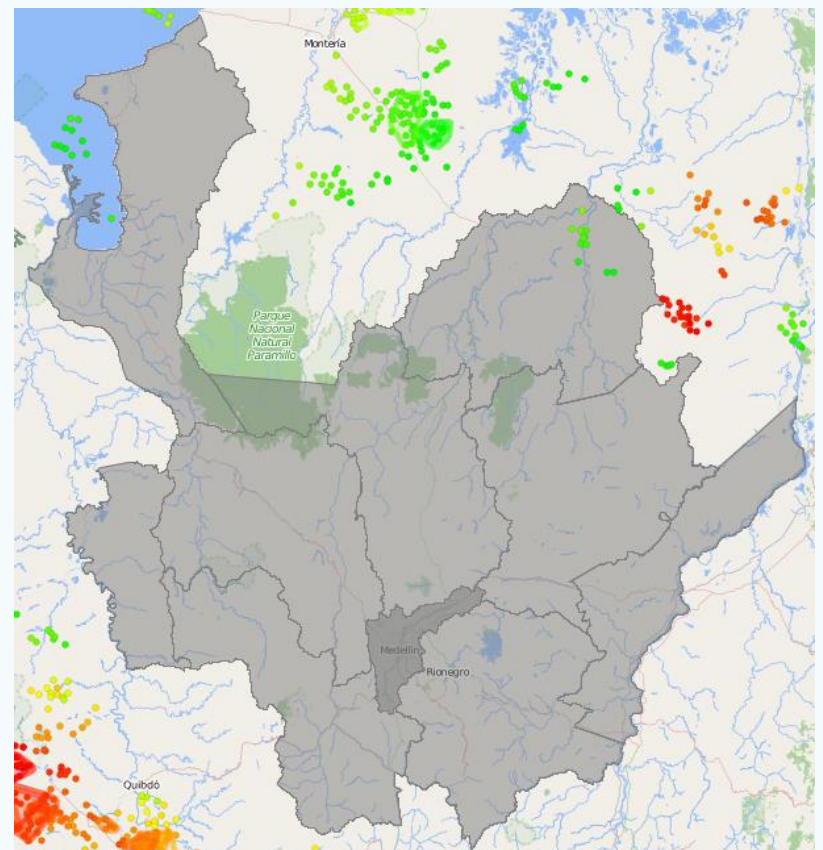 Montería
Parque
Nacional
Natural
Paramillo
Medellín
Rionegro
Quibdó